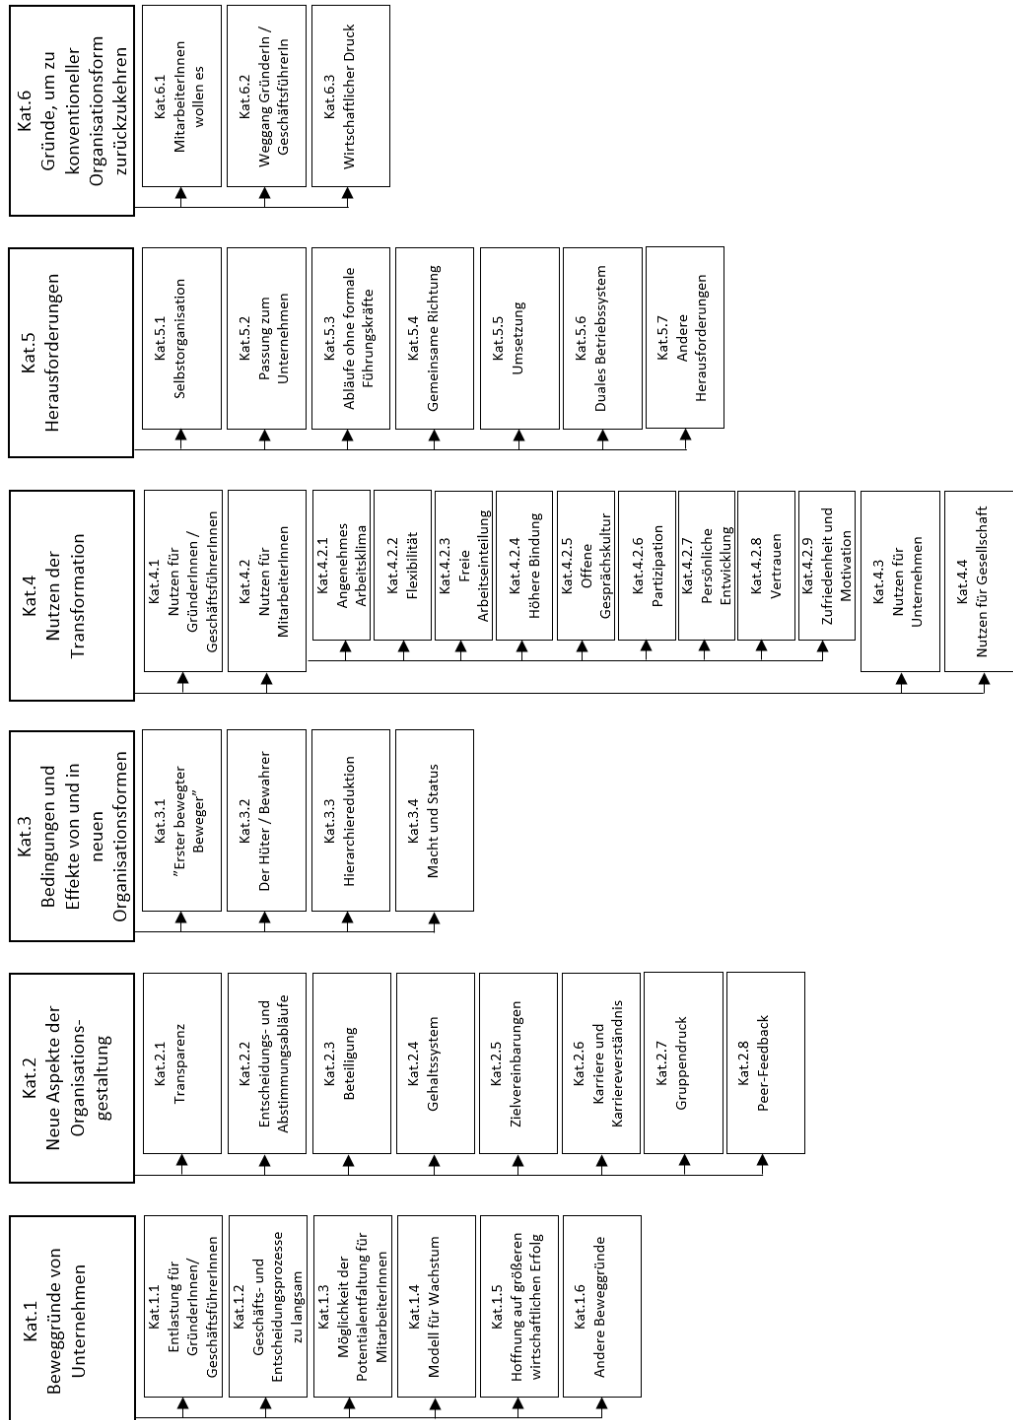 Kat.1
Beweggründe von
Unternehmen
Kat.1.1
Entlastung für
GründerInnen/
GeschäftsführerInnen
Kat.1.2
Geschäfts- und
Entscheidungsprozesse
zu langsam
Kat.1.3
Möglichkeit der
Potentialentfaltung für
MitarbeiterInnen
Kat.1.4
Modell für Wachstum
Kat.1.5
Hoffnung auf größeren
wirtschaftlichen Erfolg
Kat.1.6
Andere Beweggründe
Kat.2
Neue Aspekte der
Organisations-
gestaltung
Kat.2.1
Transparenz
Kat.2.2
Entscheidungs- und
Abstimmungsabläufe
Kat.2.3
Beteiligung
Kat.2.4
Gehaltssystem
Kat.2.5
Zielvereinbarungen
Kat.2.6
Karriere und
Karriereverständnis
Kat.2.7
Gruppendruck
Kat.2.8
Peer-Feedback
Kat.3
Bedingungen und
Effekte von und in
neuen
Organisationsformen
Kat.3.1
"Erster bewegter
Beweger"
Kat.3.2
Der Hüter / Bewahrer
Kat.3.3
Hierarchiereduktion
Kat.3.4
Macht und Status
Kat.4
Nutzen der
Transformation
Kat.4.1
Nutzen für
GründerInnen /
GeschäftsführerInnen
Kat.4.2
Nutzen für
MitarbeiterInnen
Kat.4.2.1
Angenehmes
Arbeitsklima
Kat.4.2.2
Flexibilität
Kat.4.2.3
Freie
Arbeitseinteilung
Kat.4.2.4
Höhere Bindung
Kat.4.2.5
Offene
Gesprächskultur
Kat.4.2.6
Partizipation
Kat.4.2.7
Persönliche
Entwicklung
Kat.4.2.8
Vertrauen
Kat.4.2.9
Zufriedenheit und
Motivation
Kat.4.3
Nutzen für
Unternehmen
Kat.4.4
Nutzen für Gesellschaft
Kat.5
Herausforderungen
Kat.5.1
Selbstorganisation
Kat.5.2
Passung zum
Unternehmen
Kat.5.3
Abläufe ohne formale
Führungskräfte
Kat.5.4
Gemeinsame Richtung
Kat.5.5
Umsetzung
Kat.5.6
Duales Betriebssystem
Kat.5.7
Andere
Herausforderungen
Kat.6
Gründe, um zu
konventioneller
Organisationsform
zurückzukehren
Kat.6.1
MitarbeiterInnen
wollen es
Kat.6.2
Weggang GründerIn /
GeschäftsführerIn
Kat.6.3
Wirtschaftlicher Druck